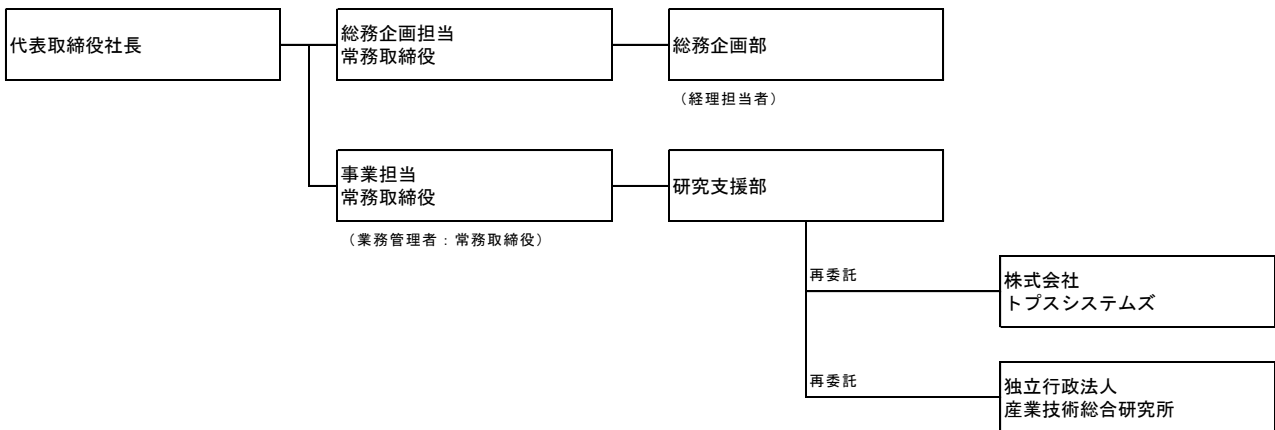 代表取締役社長
総務企画担当
常務取締役
総務企画部
（経理担当者）
事業担当
常務取締役
研究支援部
（業務管理者：常務取締役）
再委託
株式会社
トプスシステムズ
再委託
独立行政法人
産業技術総合研究所